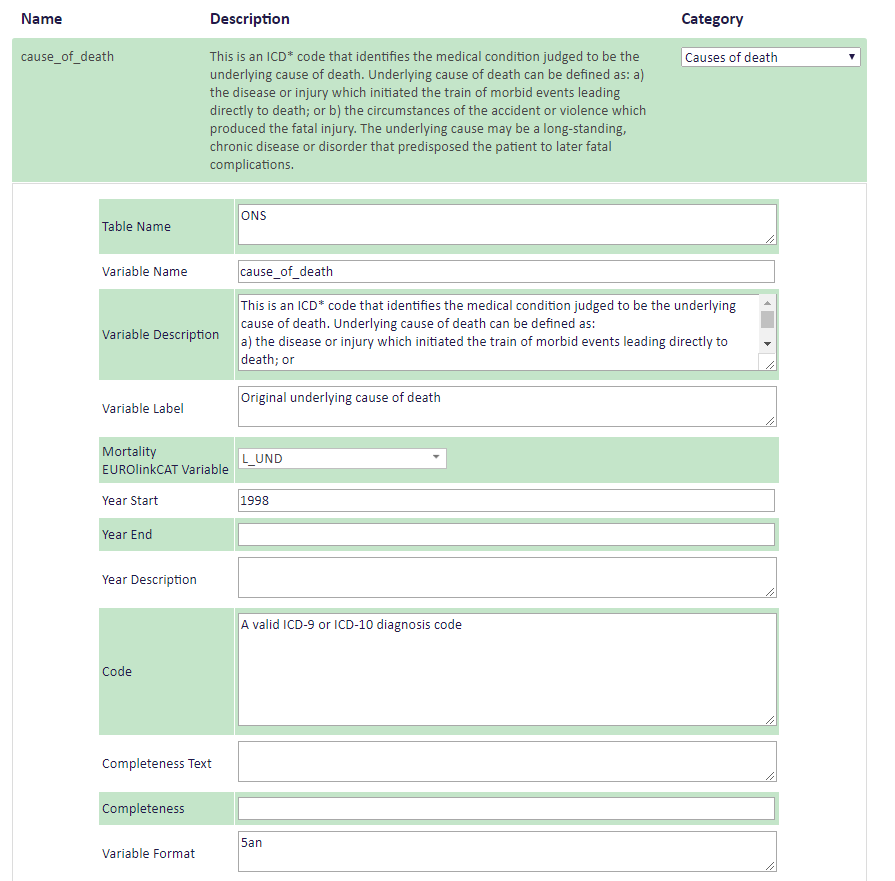 Name Description Category
cause_of_death
This is an ICD* code that identifies the medical condition judged to be the
underlying cause of death. Underlying cause of death can be defined as: a)
the disease or injury which initiated the train of morbid events leading
directly to death; or b) the circumstances of the accident or violence which
produced the fatal injury. The underlying cause may be a long-standing,
chronic disease or disorder that predisposed the patient to later fatal
complications.
Causes of death
Table Name
ONS
Variable Name
cause_of_death
Variable Description
This is an ICD* code that identifies the medical condition judged to be the underlying
cause of death. Underlying cause of death can be defined as:
a) the disease or injury which initiated the train of morbid events leading directly to
death; or
Variable Label
Original underlying cause of death
Mortality
EUROlinkCAT Variable
L_UND
Year Start
1998
Year End
Year Description
Code
A valid ICD-9 or ICD-10 diagnosis code
Completeness Text
Completeness
Variable Format
5an